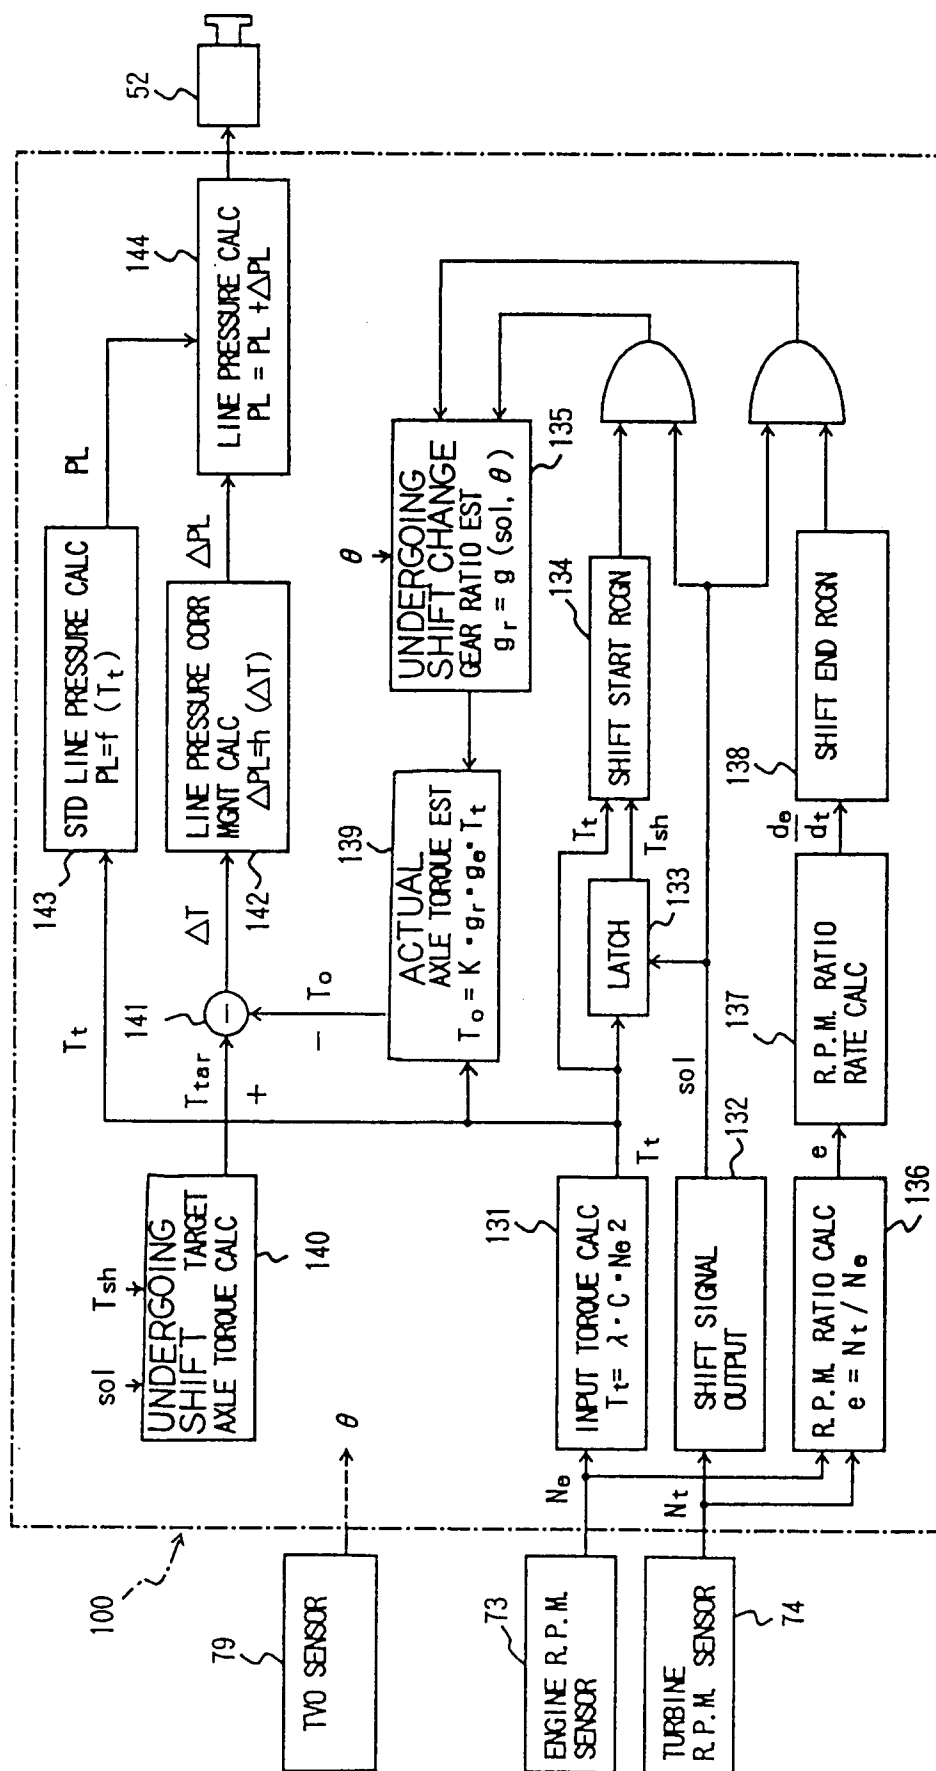 100
79
TVO SENSOR
θ
73
ENGINE R.P.M.
SENSOR
Ne
74
TURBINE
R.P.M. SENSOR
Nt
sol
Tsh
UNDERGOING
SHIFT TARGET
AXLE TORQUE CALC
140
Ttar
+
141
−
ΔT
To
−
Tt
143
STD LINE PRESSURE CALC
PL=f (Tt)
PL
LINE PRESSURE CORR
MGNT CALC
ΔPL=h (ΔT)
142
ΔPL
144
LINE PRESSURE CALC
PL = PL +ΔPL
52
139
ACTUAL
AXLE TORQUE EST
To = K • gr • ge • Tt
θ
UNDERGOING
SHIFT CHANGE
GEAR RATIO EST
gr = g (sol, θ)
135
131
INPUT TORQUE CALC
Tt = λ • C • Ne2
Tt
LATCH
133
Tt
Tsh
134
SHIFT START RCGN
SHIFT SIGNAL
OUTPUT
132
sol
R.P.M. RATIO CALC
e = Nt / Ne
136
e
137
R.P.M. RATIO
RATE CALC
de
dt
138
SHIFT END RCGN